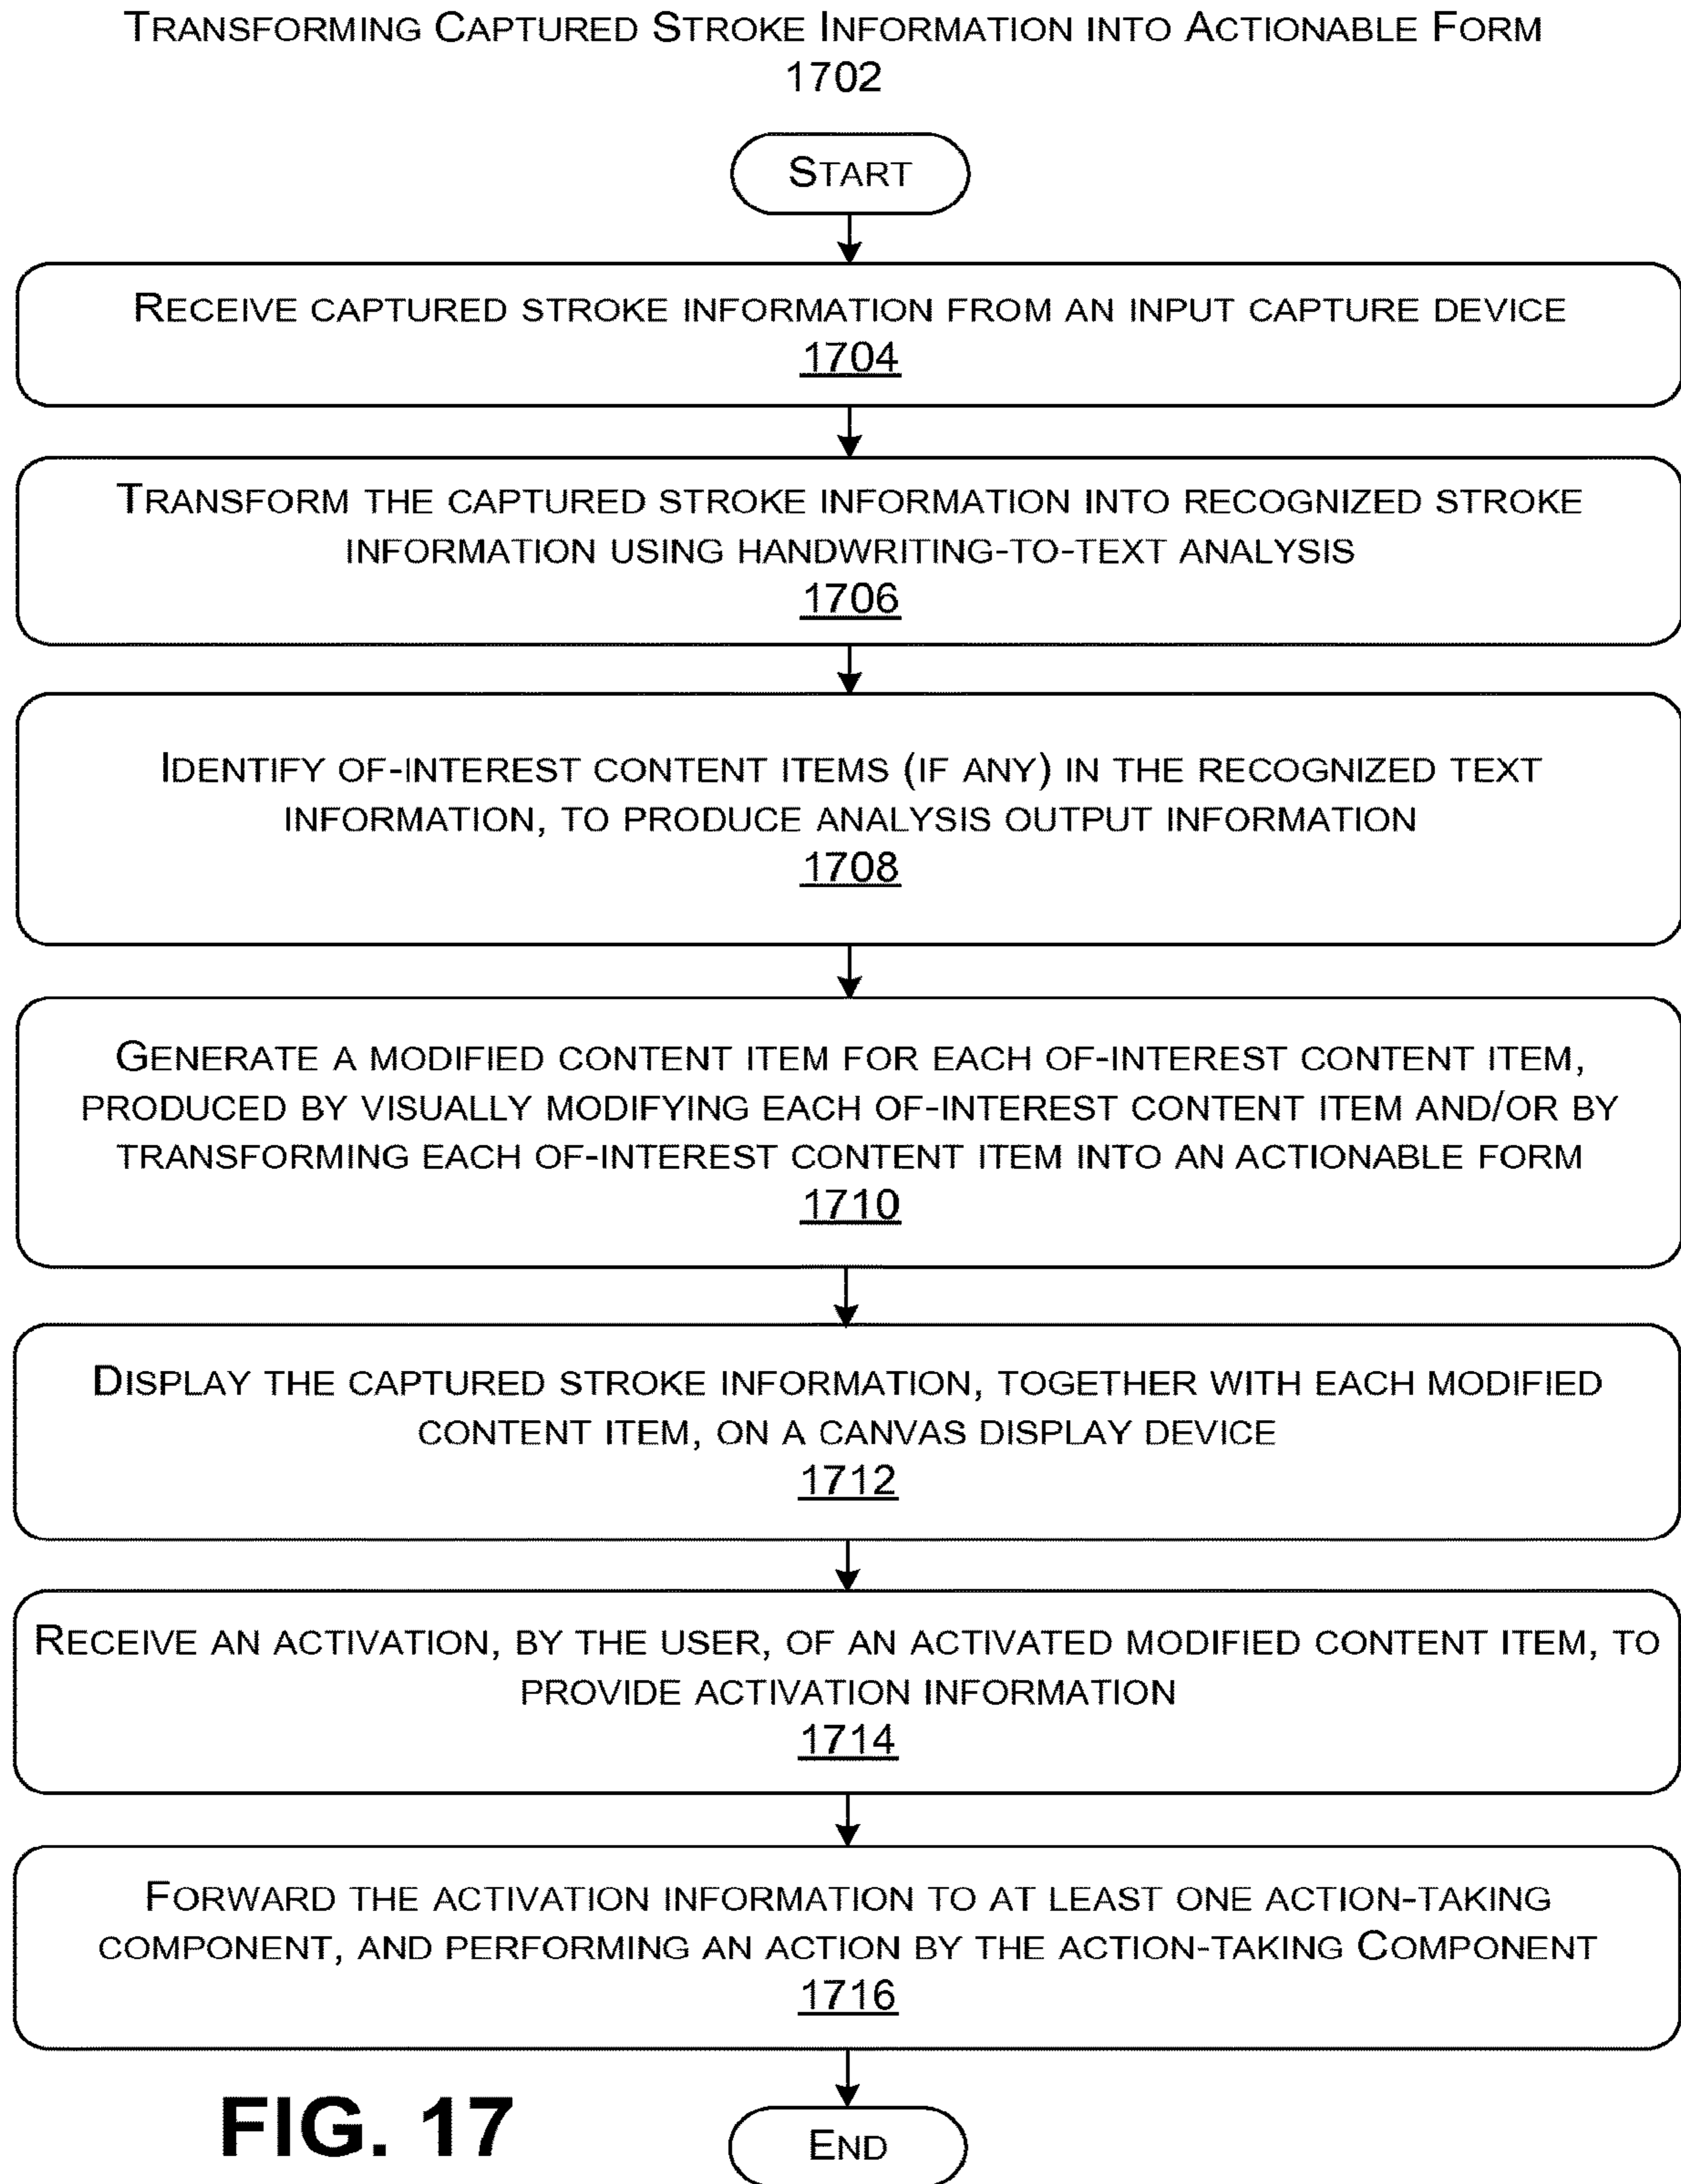 TRANSFORMING CAPTURED STROKE INFORMATION INTO ACTIONABLE FORM
1702
START
RECEIVE CAPTURED STROKE INFORMATION FROM AN INPUT CAPTURE DEVICE
1704
TRANSFORM THE CAPTURED STROKE INFORMATION INTO RECOGNIZED STROKE
INFORMATION USING HANDWRITING-TO-TEXT ANALYSIS
1706
IDENTIFY OF-INTEREST CONTENT ITEMS (IF ANY) IN THE RECOGNIZED TEXT
INFORMATION, TO PRODUCE ANALYSIS OUTPUT INFORMATION
1708
GENERATE A MODIFIED CONTENT ITEM FOR EACH OF-INTEREST CONTENT ITEM,
PRODUCED BY VISUALLY MODIFYING EACH OF-INTEREST CONTENT ITEM AND/OR BY
TRANSFORMING EACH OF-INTEREST CONTENT ITEM INTO AN ACTIONABLE FORM
1710
DISPLAY THE CAPTURED STROKE INFORMATION, TOGETHER WITH EACH MODIFIED
CONTENT ITEM, ON A CANVAS DISPLAY DEVICE
1712
RECEIVE AN ACTIVATION, BY THE USER, OF AN ACTIVATED MODIFIED CONTENT ITEM, TO
PROVIDE ACTIVATION INFORMATION
1714
FORWARD THE ACTIVATION INFORMATION TO AT LEAST ONE ACTION-TAKING
COMPONENT, AND PERFORMING AN ACTION BY THE ACTION-TAKING COMPONENT
1716
FIG. 17
END